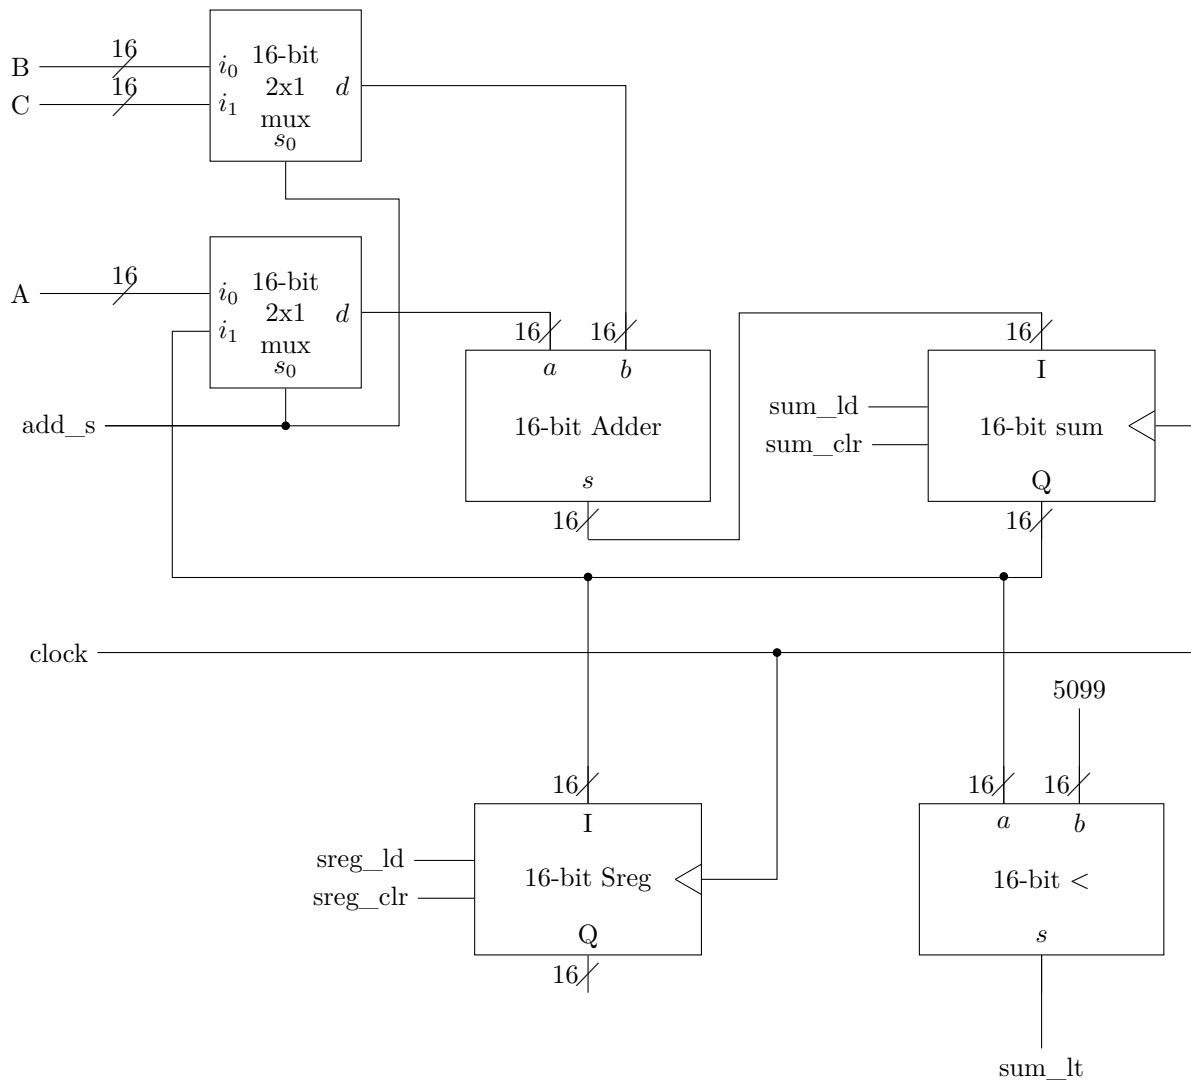 B
16
C
16
i₀
i₁
16-bit
2x1
mux
s₀
d
A
16
i₀
i₁
16-bit
2x1
mux
s₀
d
add_s
16
16
a
b
16-bit Adder
s
16
16
I
sum_ld
sum_clr
16-bit sum
Q
16
clock
5099
16
I
sreg_ld
sreg_clr
16-bit Sreg
Q
16
16
16
a
b
16-bit <
s
sum_lt